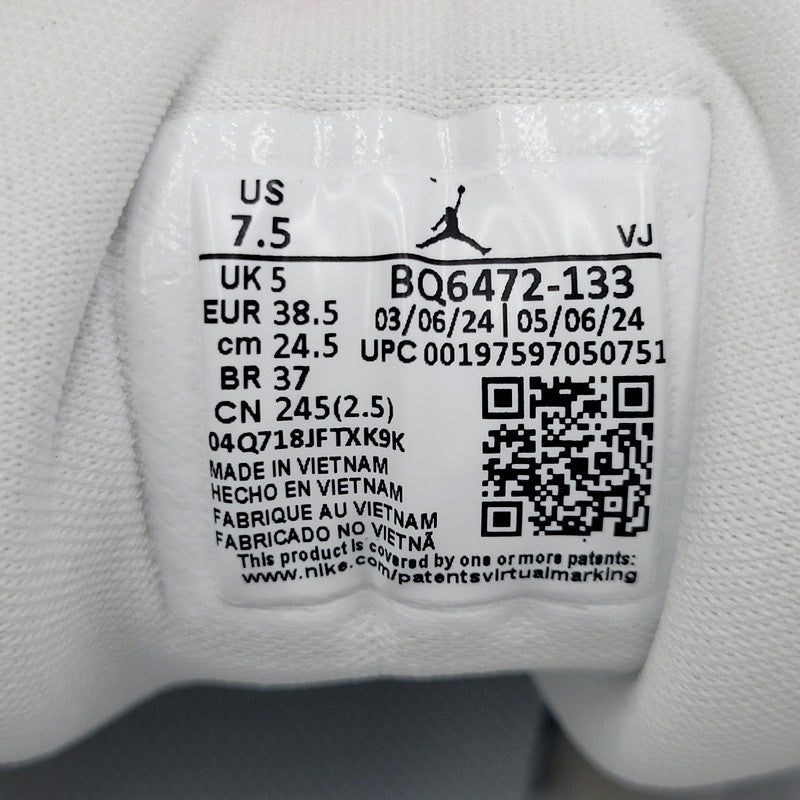 US
7.5
VJ
UK 5
BQ6472-133
EUR 38.5
03/06/24 | 05/06/24
cm 24.5
UPC 00197597050751
BR 37
CN 245(2.5)
04Q718JFTXK9K
MADE IN VIETNAM
HECHO EN VIETNAM
FABRIQUE AU VIETNAM
FABRICADO NO VIETNÃ
This product is covered by one or more patents:
www.nike.com/patentsvirtualmarking